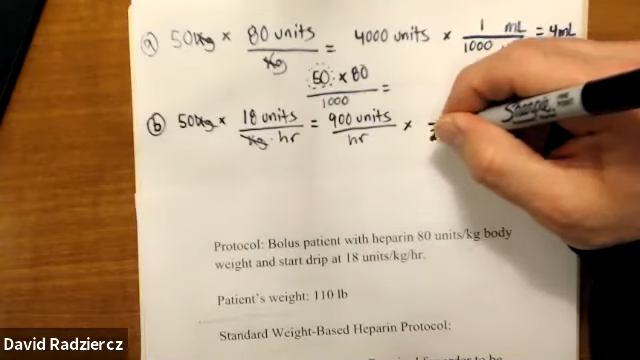 ⓐ 50kg × 80 units / kg = 4000 units × 1 mL / 1000 = 4mL
50 × 80 / 1000 =
ⓑ 50kg × 18 units / kg · hr = 900 units / hr ×
Sharpie
Protocol: Bolus patient with heparin 80 units/kg body
weight and start drip at 18 units/kg/hr.
Patient's weight: 110 lb
Standard Weight-Based Heparin Protocol:
David Radziercz